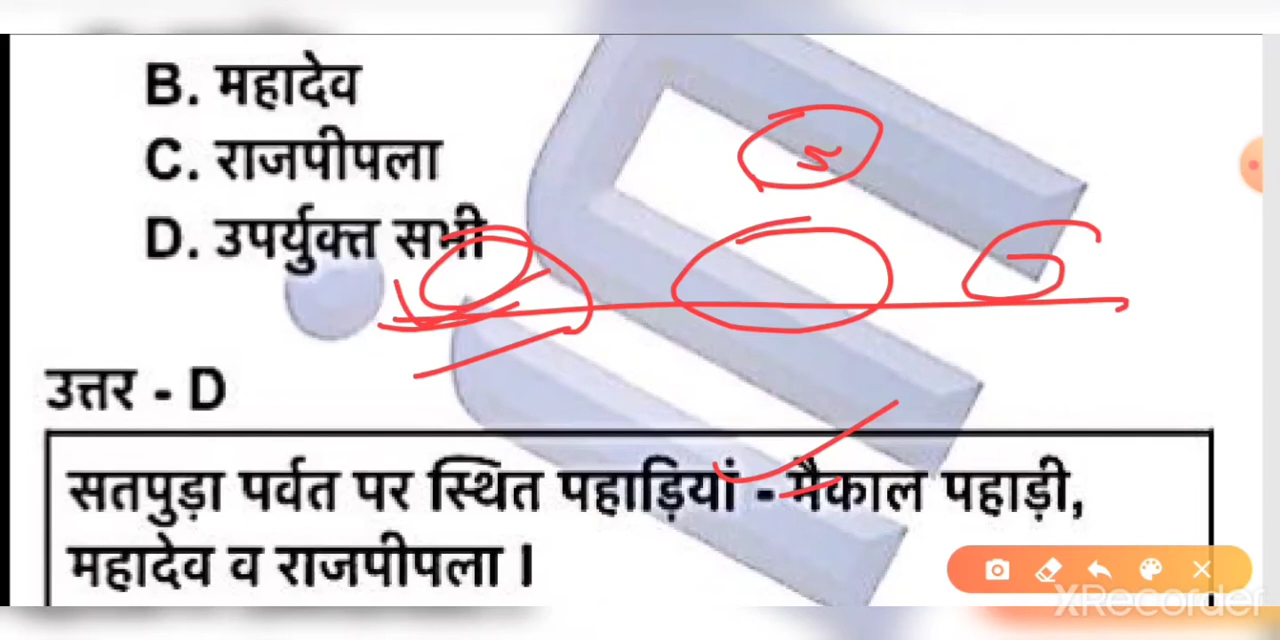 B. महादेव
C. राजपीपला
D. उपर्युक्त सभी
उत्तर - D
सतपुड़ा पर्वत पर स्थित पहाड़ियां - मैकाल पहाड़ी,
महादेव व राजपीपला ।
XRecorder